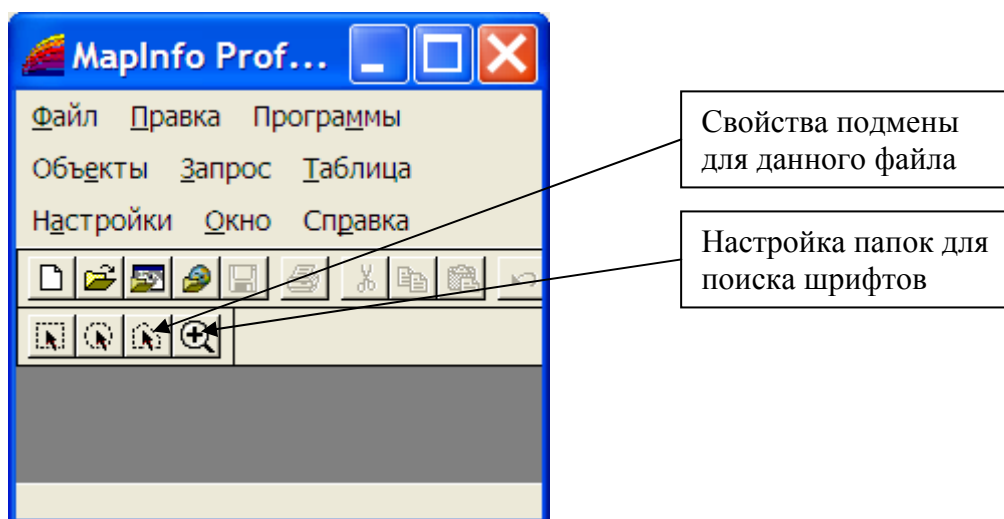 MapInfo Prof...
Файл Правка Программы
Объекты Запрос Таблица
Настройки Окно Справка
Свойства подмены
для данного файла
Настройка папок для
поиска шрифтов